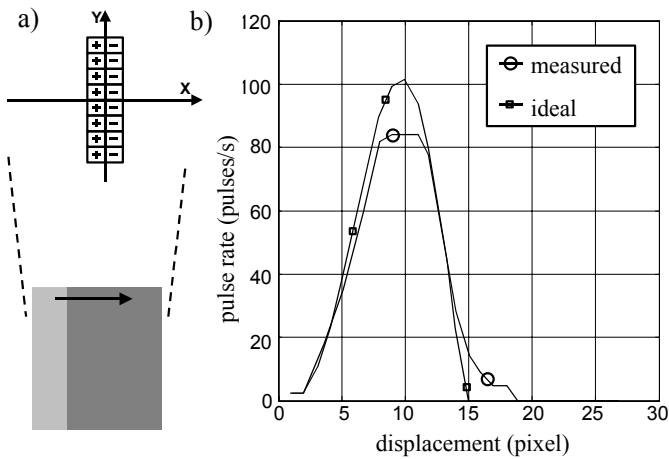 a)
Y
+ −
+ −
+ −
+ −
X
+ −
+ −
+ −
+ −
b)
120
100
80
60
40
20
0
measured
ideal
pulse rate (pulses/s)
0 5 10 15 20 25 30
displacement (pixel)